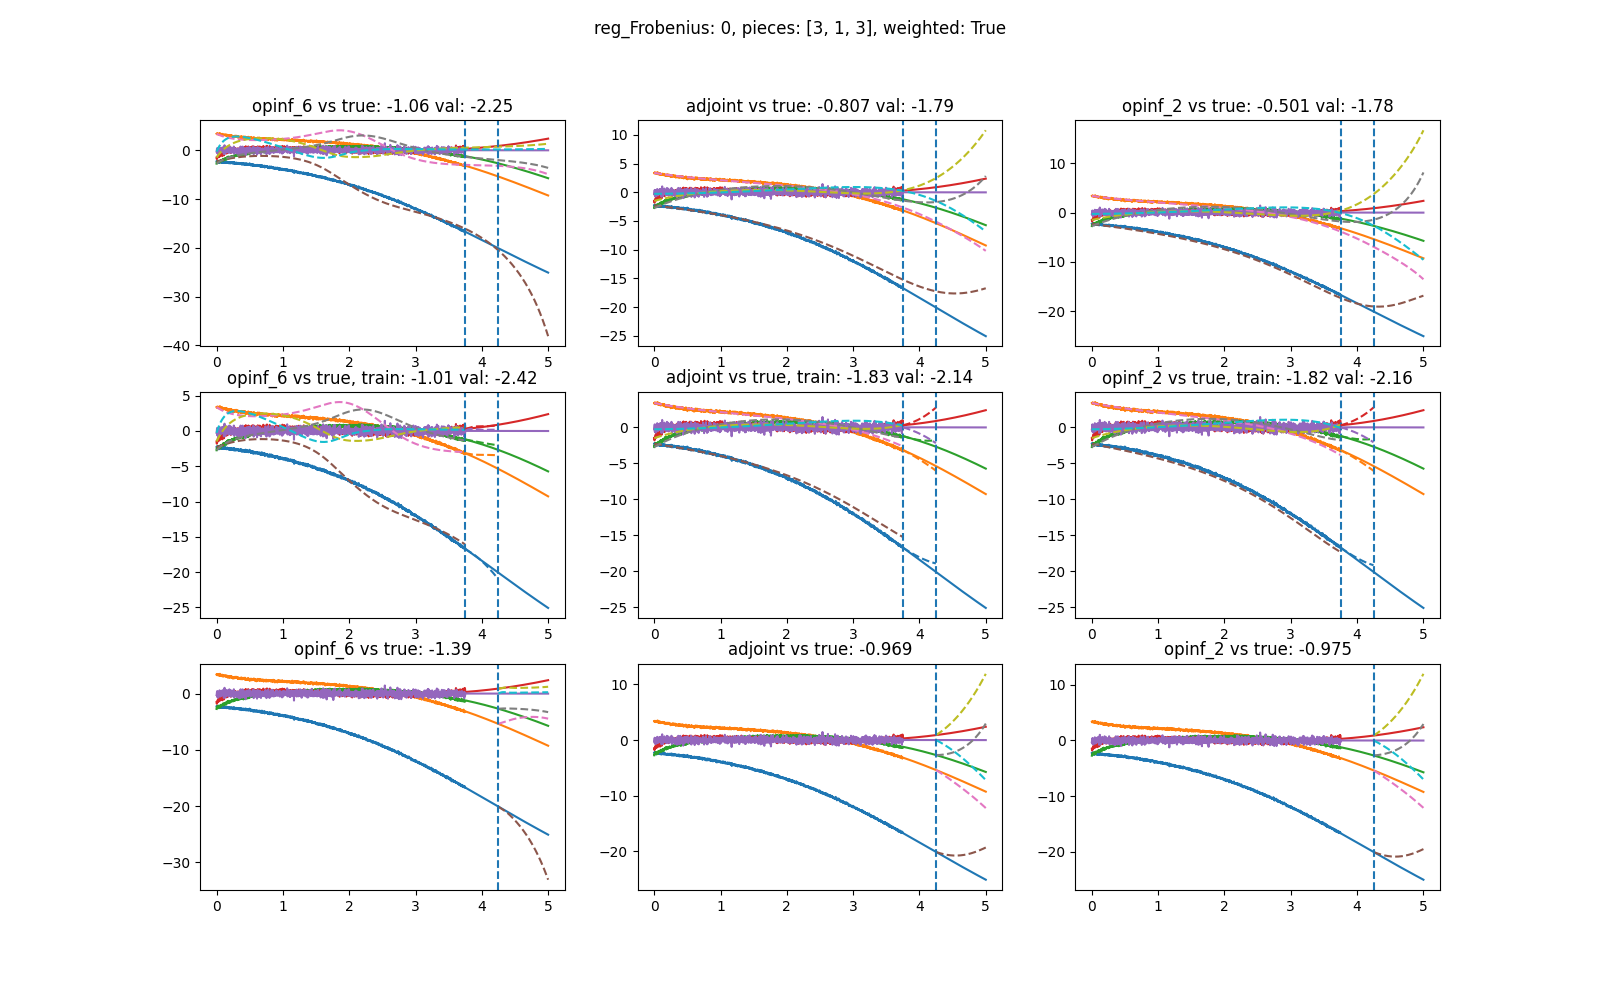 reg_Frobenius: 0, pieces: [3, 1, 3], weighted: True
opinf_6 vs true: -1.06 val: -2.25
adjoint vs true: -0.807 val: -1.79
opinf_2 vs true: -0.501 val: -1.78
0
−10
−20
−30
−40
10
5
0
−5
−10
−15
−20
−25
10
0
−10
−20
0 1 2 3 4 5
0 1 2 3 4 5
0 1 2 3 4 5
opinf_6 vs true, train: -1.01 val: -2.42
adjoint vs true, train: -1.83 val: -2.14
opinf_2 vs true, train: -1.82 val: -2.16
5
0
−5
−10
−15
−20
−25
0
−5
−10
−15
−20
−25
0
−5
−10
−15
−20
−25
0 1 2 3 4 5
0 1 2 3 4 5
0 1 2 3 4 5
opinf_6 vs true: -1.39
adjoint vs true: -0.969
opinf_2 vs true: -0.975
0
−10
−20
−30
10
0
−10
−20
10
0
−10
−20
0 1 2 3 4 5
0 1 2 3 4 5
0 1 2 3 4 5